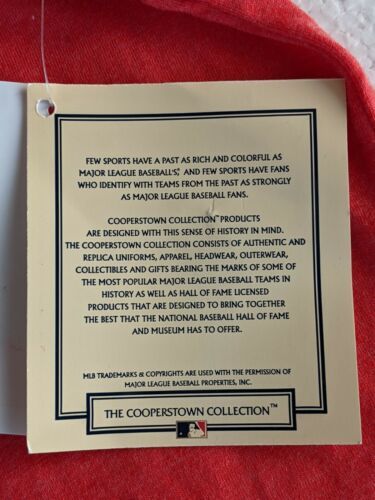 FEW SPORTS HAVE A PAST AS RICH AND COLORFUL AS
MAJOR LEAGUE BASEBALL'S, AND FEW SPORTS HAVE FANS
WHO IDENTIFY WITH TEAMS FROM THE PAST AS STRONGLY
AS MAJOR LEAGUE BASEBALL FANS.
COOPERSTOWN COLLECTION™ PRODUCTS
ARE DESIGNED WITH THIS SENSE OF HISTORY IN MIND.
THE COOPERSTOWN COLLECTION CONSISTS OF AUTHENTIC AND
REPLICA UNIFORMS, APPAREL, HEADWEAR, OUTERWEAR,
COLLECTIBLES AND GIFTS BEARING THE MARKS OF SOME OF
THE MOST POPULAR MAJOR LEAGUE BASEBALL TEAMS IN
HISTORY AS WELL AS HALL OF FAME LICENSED
PRODUCTS THAT ARE DESIGNED TO BRING TOGETHER
THE BEST THAT THE NATIONAL BASEBALL HALL OF FAME
AND MUSEUM HAS TO OFFER.
MLB TRADEMARKS & COPYRIGHTS ARE USED WITH THE PERMISSION OF
MAJOR LEAGUE BASEBALL PROPERTIES, INC.
THE COOPERSTOWN COLLECTION™